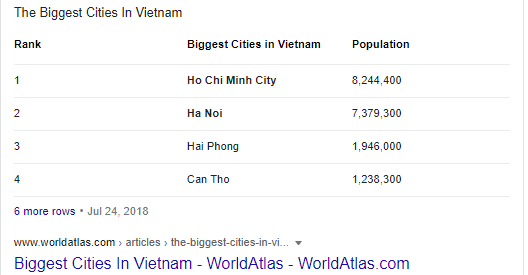 The Biggest Cities In Vietnam
Rank Biggest Cities in Vietnam Population
1 Ho Chi Minh City 8,244,400
2 Ha Noi 7,379,300
3 Hai Phong 1,946,000
4 Can Tho 1,238,300
6 more rows • Jul 24, 2018
www.worldatlas.com › articles › the-biggest-cities-in-vi...
Biggest Cities In Vietnam - WorldAtlas - WorldAtlas.com